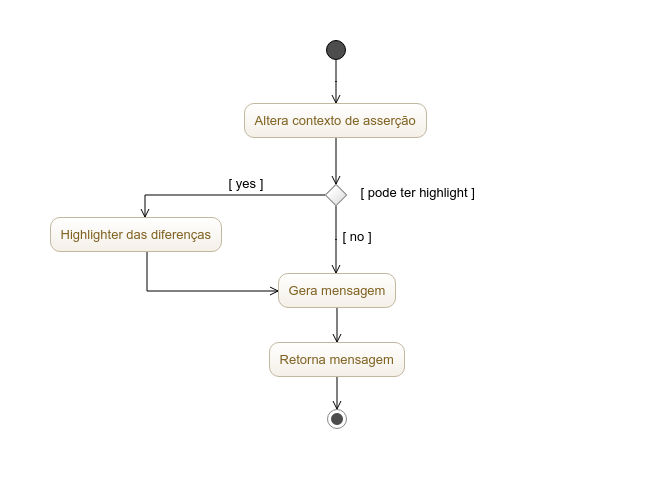 Altera contexto de asserção
[ yes ]
[ pode ter highlight ]
Highlighter das diferenças
[ no ]
Gera mensagem
Retorna mensagem